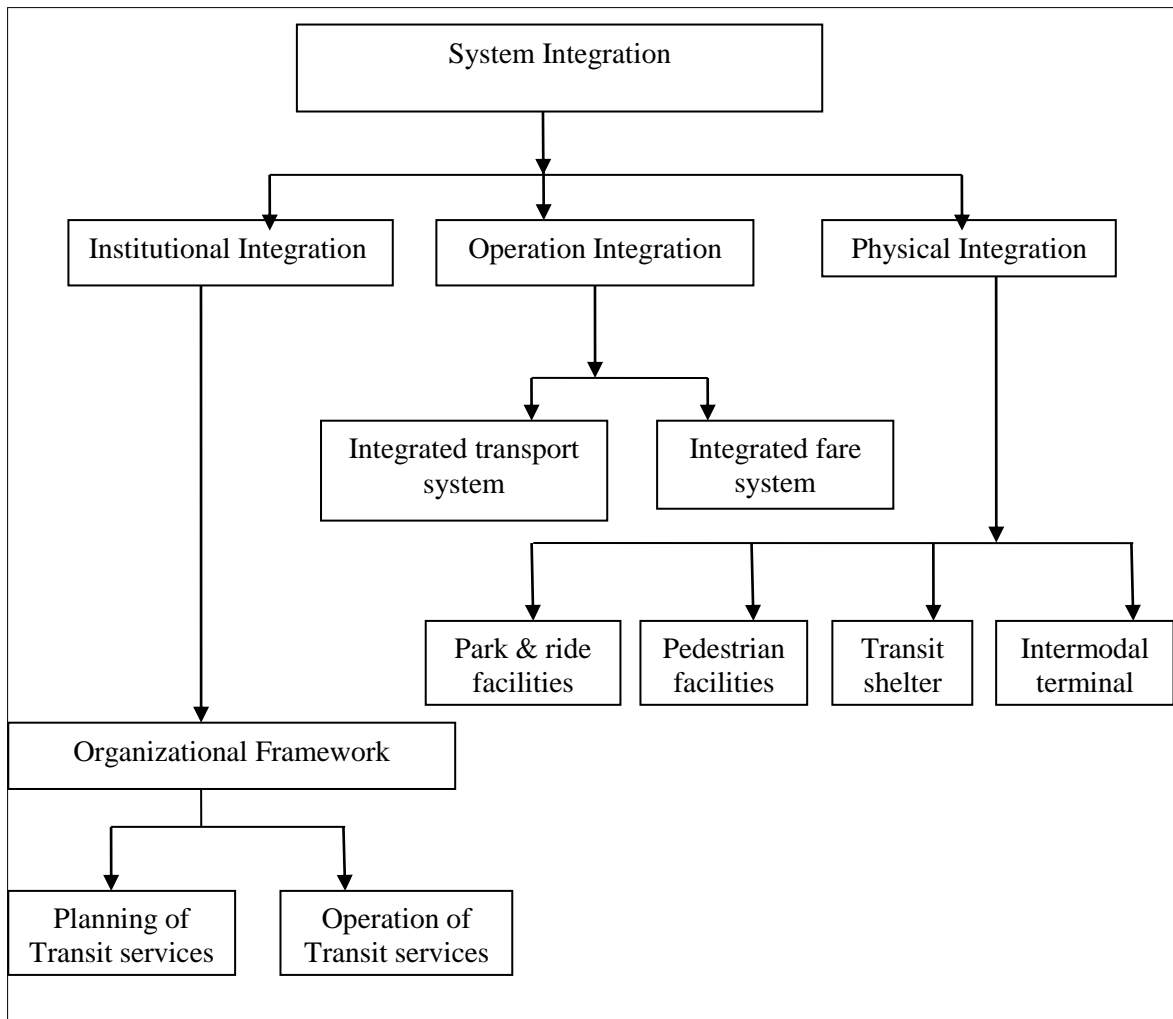 System Integration
Institutional Integration
Operation Integration
Physical Integration
Integrated transport
system
Integrated fare
system
Park & ride
facilities
Pedestrian
facilities
Transit
shelter
Intermodal
terminal
Organizational Framework
Planning of
Transit services
Operation of
Transit services